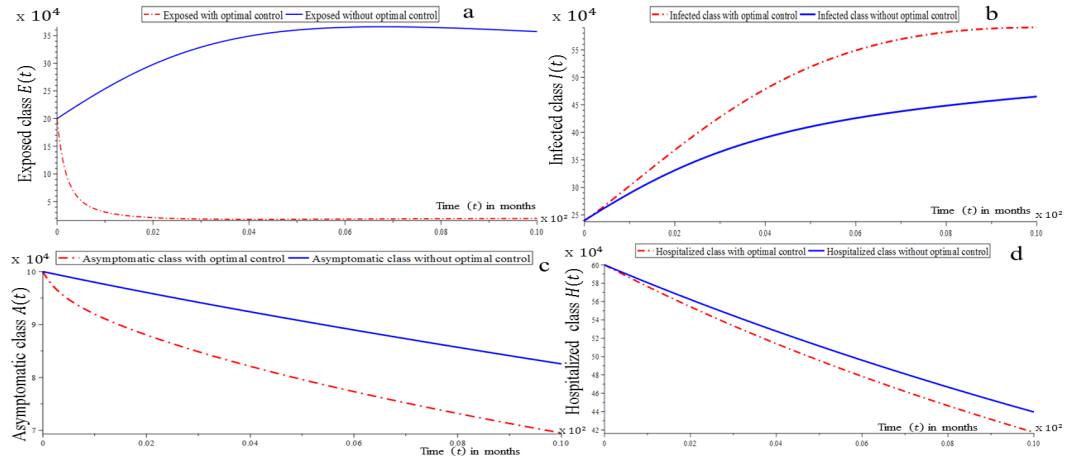 x 10⁴
Exposed with optimal control Exposed without optimal control
a
Exposed class E(t)
35
30
25
20
15
10
5
0.00 0.02 0.04 0.06 0.08 0.10
Time (t) in months
x 10²
x 10⁴
Infected class with optimal control Infected class without optimal control
b
Infected class I(t)
55
50
45
40
35
30
25
0.00 0.02 0.04 0.06 0.08 0.10
Time (t) in months
x 10²
x 10⁴
Asymptomatic class with optimal control Asymptomatic class without optimal control
c
Asymptomatic class A(t)
10
9
8
7
0 0.02 0.04 0.06 0.08 0.10
Time (t) in months
x 10²
x 10⁴
Hospitalized class with optimal control Hospitalized class without optimal control
d
Hospitalized class H(t)
60
58
56
54
52
50
48
46
44
42
0 0.02 0.04 0.06 0.08 0.10
Time (t) in months
x 10²